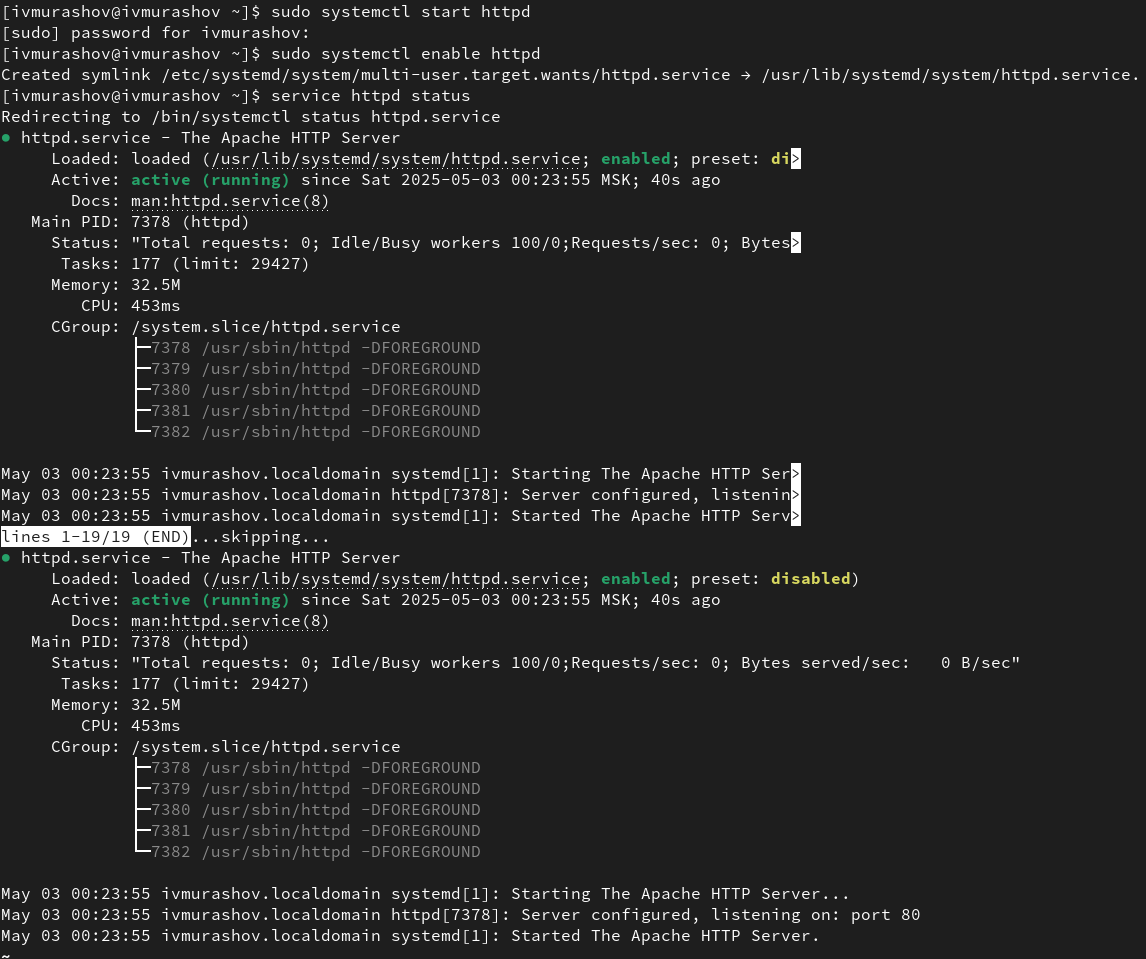 [ivmurashov@ivmurashov ~]$ sudo systemctl start httpd
[sudo] password for ivmurashov:
[ivmurashov@ivmurashov ~]$ sudo systemctl enable httpd
Created symlink /etc/systemd/system/multi-user.target.wants/httpd.service → /usr/lib/systemd/system/httpd.service.
[ivmurashov@ivmurashov ~]$ service httpd status
Redirecting to /bin/systemctl status httpd.service
● httpd.service - The Apache HTTP Server
     Loaded: loaded (/usr/lib/systemd/system/httpd.service; enabled; preset: di>
     Active: active (running) since Sat 2025-05-03 00:23:55 MSK; 40s ago
       Docs: man:httpd.service(8)
   Main PID: 7378 (httpd)
     Status: "Total requests: 0; Idle/Busy workers 100/0;Requests/sec: 0; Bytes>
      Tasks: 177 (limit: 29427)
     Memory: 32.5M
        CPU: 453ms
     CGroup: /system.slice/httpd.service
             ├─7378 /usr/sbin/httpd -DFOREGROUND
             ├─7379 /usr/sbin/httpd -DFOREGROUND
             ├─7380 /usr/sbin/httpd -DFOREGROUND
             ├─7381 /usr/sbin/httpd -DFOREGROUND
             └─7382 /usr/sbin/httpd -DFOREGROUND

May 03 00:23:55 ivmurashov.localdomain systemd[1]: Starting The Apache HTTP Ser>
May 03 00:23:55 ivmurashov.localdomain httpd[7378]: Server configured, listenin>
May 03 00:23:55 ivmurashov.localdomain systemd[1]: Started The Apache HTTP Serv>
lines 1-19/19 (END)...skipping...
● httpd.service - The Apache HTTP Server
     Loaded: loaded (/usr/lib/systemd/system/httpd.service; enabled; preset: disabled)
     Active: active (running) since Sat 2025-05-03 00:23:55 MSK; 40s ago
       Docs: man:httpd.service(8)
   Main PID: 7378 (httpd)
     Status: "Total requests: 0; Idle/Busy workers 100/0;Requests/sec: 0; Bytes served/sec:   0 B/sec"
      Tasks: 177 (limit: 29427)
     Memory: 32.5M
        CPU: 453ms
     CGroup: /system.slice/httpd.service
             ├─7378 /usr/sbin/httpd -DFOREGROUND
             ├─7379 /usr/sbin/httpd -DFOREGROUND
             ├─7380 /usr/sbin/httpd -DFOREGROUND
             ├─7381 /usr/sbin/httpd -DFOREGROUND
             └─7382 /usr/sbin/httpd -DFOREGROUND

May 03 00:23:55 ivmurashov.localdomain systemd[1]: Starting The Apache HTTP Server...
May 03 00:23:55 ivmurashov.localdomain httpd[7378]: Server configured, listening on: port 80
May 03 00:23:55 ivmurashov.localdomain systemd[1]: Started The Apache HTTP Server.
~